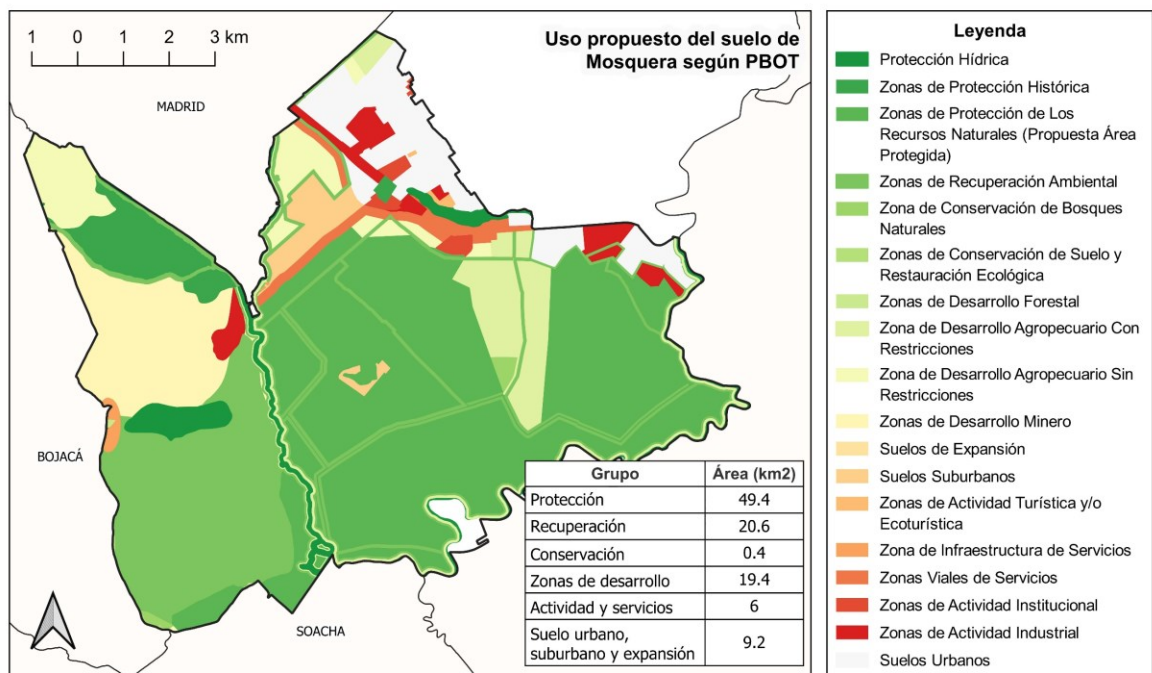 1 0 1 2 3 km
Uso propuesto del suelo de
Mosquera según PBOT
MADRID
BOJACÁ
SOACHA
Grupo Área (km2)
Protección 49.4
Recuperación 20.6
Conservación 0.4
Zonas de desarrollo 19.4
Actividad y servicios 6
Suelo urbano,
suburbano y expansión 9.2
Leyenda
Protección Hídrica
Zonas de Protección Histórica
Zonas de Protección de Los
Recursos Naturales (Propuesta Área
Protegida)
Zonas de Recuperación Ambiental
Zona de Conservación de Bosques
Naturales
Zonas de Conservación de Suelo y
Restauración Ecológica
Zonas de Desarrollo Forestal
Zona de Desarrollo Agropecuario Con
Restricciones
Zona de Desarrollo Agropecuario Sin
Restricciones
Zonas de Desarrollo Minero
Suelos de Expansión
Suelos Suburbanos
Zonas de Actividad Turística y/o
Ecoturística
Zona de Infraestructura de Servicios
Zonas Viales de Servicios
Zonas de Actividad Institucional
Zonas de Actividad Industrial
Suelos Urbanos